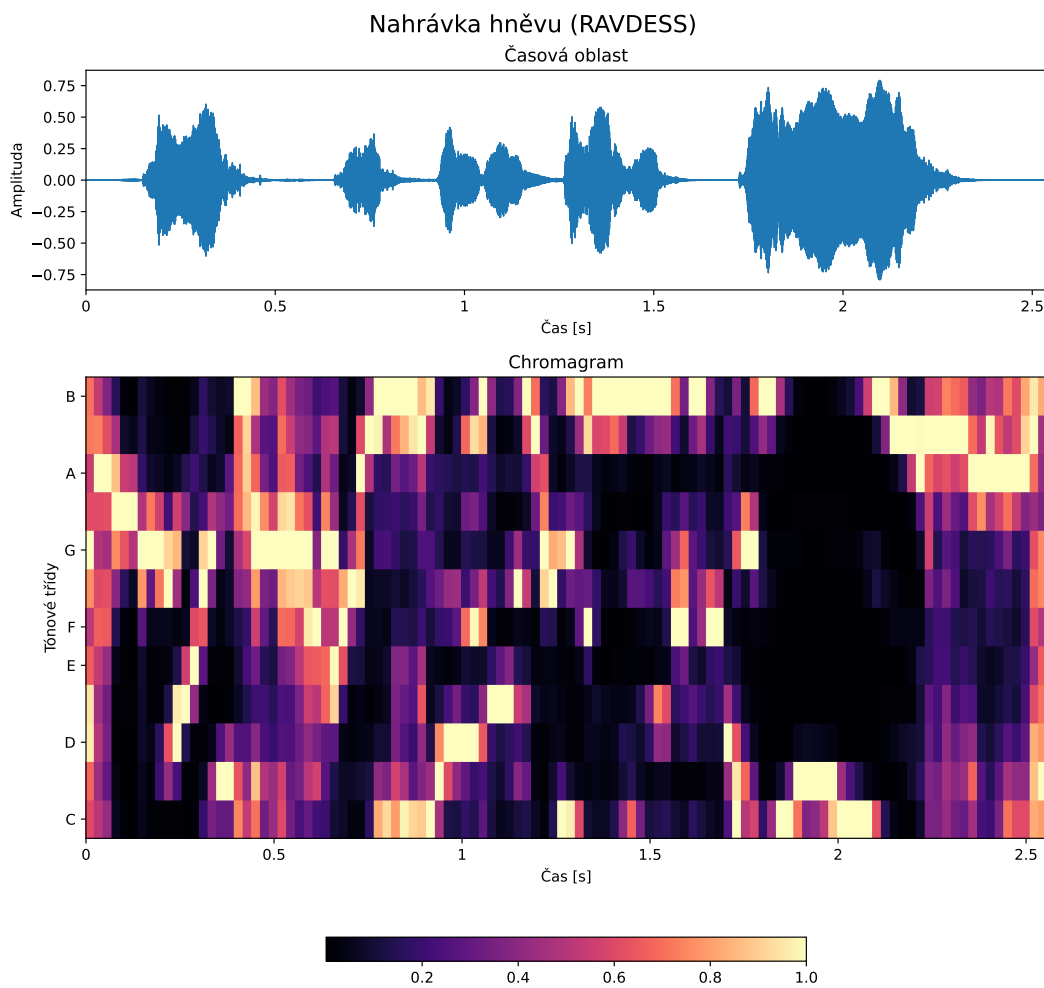 Nahrávka hněvu (RAVDESS)
Časová oblast
Amplituda
0.75
0.50
0.25
0.00
−0.25
−0.50
−0.75
0 0.5 1 1.5 2 2.5
Čas [s]
Chromagram
Tónové třídy
B
A
G
F
E
D
C
0 0.5 1 1.5 2 2.5
Čas [s]
0.2 0.4 0.6 0.8 1.0